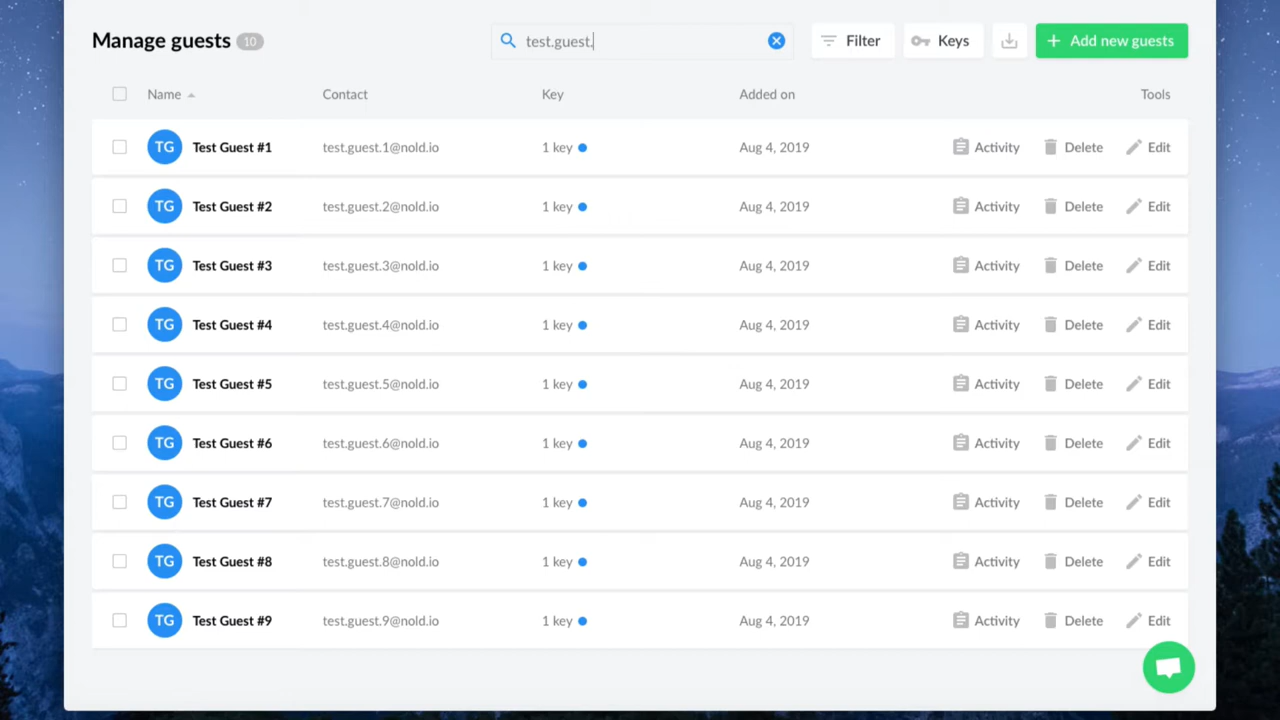 Manage guests 10 test.guest. Filter Keys + Add new guests
Name Contact Key Added on Tools
TG Test Guest #1 test.guest.1@nold.io 1 key Aug 4, 2019 Activity Delete Edit
TG Test Guest #2 test.guest.2@nold.io 1 key Aug 4, 2019 Activity Delete Edit
TG Test Guest #3 test.guest.3@nold.io 1 key Aug 4, 2019 Activity Delete Edit
TG Test Guest #4 test.guest.4@nold.io 1 key Aug 4, 2019 Activity Delete Edit
TG Test Guest #5 test.guest.5@nold.io 1 key Aug 4, 2019 Activity Delete Edit
TG Test Guest #6 test.guest.6@nold.io 1 key Aug 4, 2019 Activity Delete Edit
TG Test Guest #7 test.guest.7@nold.io 1 key Aug 4, 2019 Activity Delete Edit
TG Test Guest #8 test.guest.8@nold.io 1 key Aug 4, 2019 Activity Delete Edit
TG Test Guest #9 test.guest.9@nold.io 1 key Aug 4, 2019 Activity Delete Edit